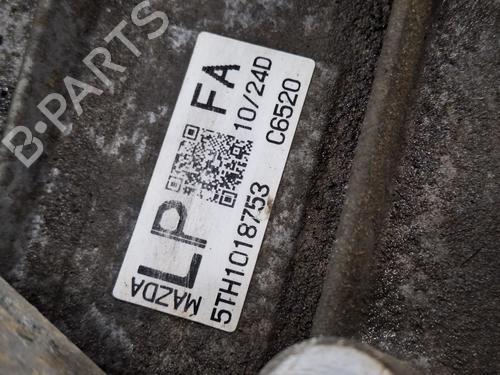 B-PARTS
MAZDA
LP FA
10/24D
5TH1018753 C6520